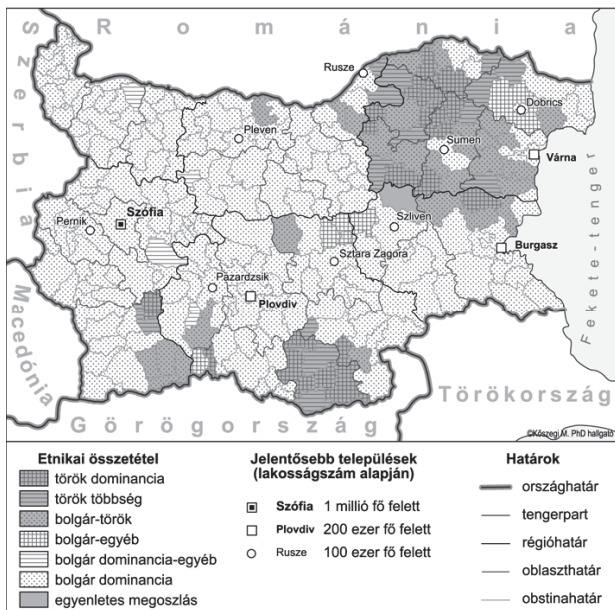 Románia
Szerbia
Rusze
Dobrics
Pleven
Sumen
Várna
Szófia
Szliven
Pernik
Burgasz
Sztara Zagora
Pazardzsik
Plovdiv
Fekete-tenger
Macedónia
Törökország
Görögország
©Kőszegi M. PhD hallgató
Etnikai összetétel
török dominancia
török többség
bolgár-török
bolgár-egyéb
bolgár dominancia-egyéb
bolgár dominancia
egyenletes megoszlás
Jelentősebb települések
(lakosságszám alapján)
Szófia 1 millió fő felett
Plovdiv 200 ezer fő felett
Rusze 100 ezer fő felett
Határok
országhatár
tengerpart
régióhatár
oblaszthatár
obstinahatár